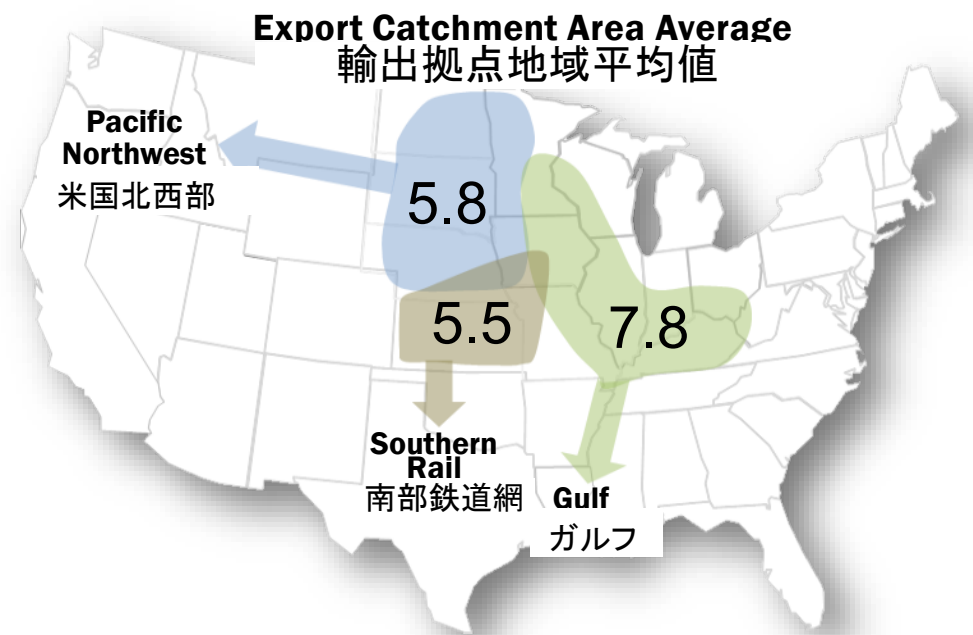 Export Catchment Area Average
輸出拠点地域平均値
Pacific
Northwest
米国北西部
5.8
5.5
7.8
Southern
Rail
南部鉄道網
Gulf
ガルフ